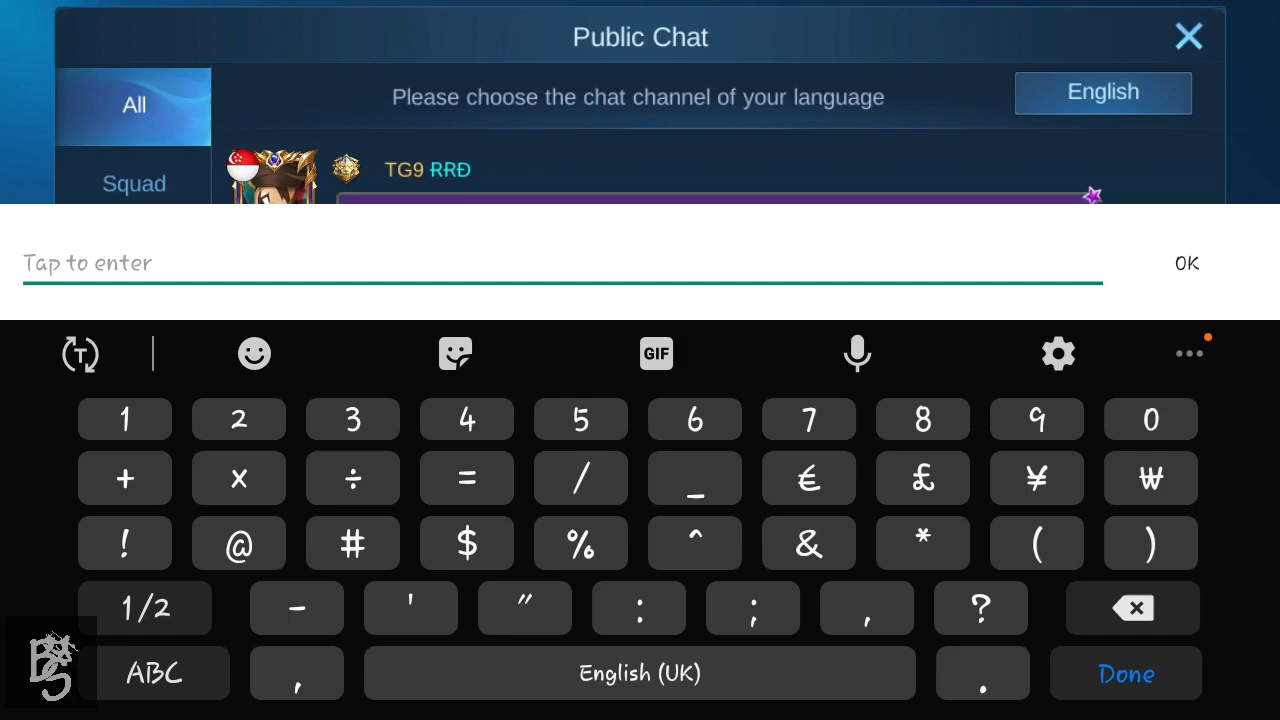 Public Chat
All
Please choose the chat channel of your language
English
Squad
TG9 RRĐ
Tap to enter
OK
T
GIF
1 2 3 4 5 6 7 8 9 0
+ × ÷ = / _ € £ ¥ ₩
! @ # $ % ^ & * ( )
1/2 - ' " : ; , ?
ABC , English (UK) . Done